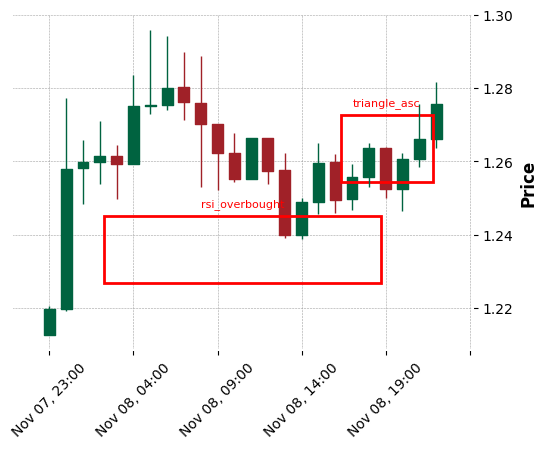 1.30
1.28
triangle_asc
1.26
rsi_overbought
1.24
1.22
Price
Nov 07, 23:00
Nov 08, 04:00
Nov 08, 09:00
Nov 08, 14:00
Nov 08, 19:00